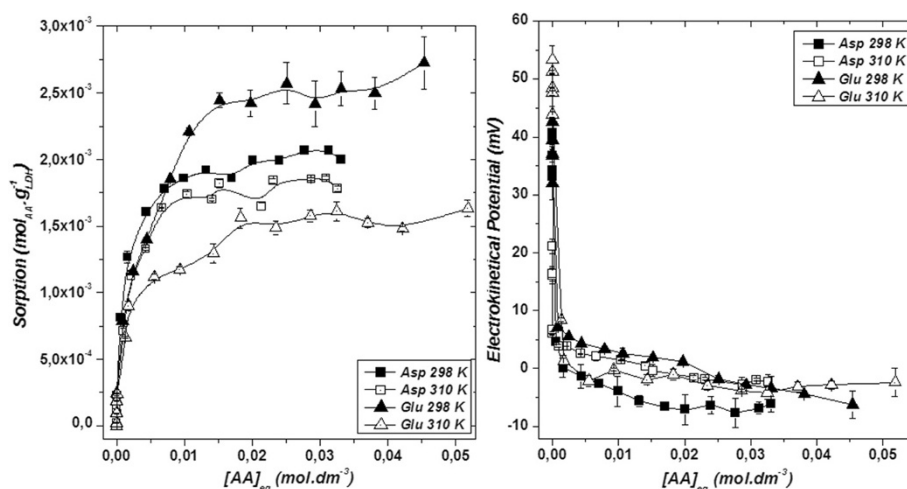 3,0x10⁻³
2,5x10⁻³
2,0x10⁻³
1,5x10⁻³
1,0x10⁻³
5,0x10⁻⁴
0,0
Sorption (mol_AA.g⁻¹_LDH)
Asp 298 K
Asp 310 K
Glu 298 K
Glu 310 K
0,00 0,01 0,02 0,03 0,04 0,05
[AA]eq (mol.dm⁻³)
60
50
40
30
20
10
0
-10
Electrokinetical Potential (mV)
Asp 298 K
Asp 310 K
Glu 298 K
Glu 310 K
0,00 0,01 0,02 0,03 0,04 0,05
[AA]eq (mol.dm⁻³)